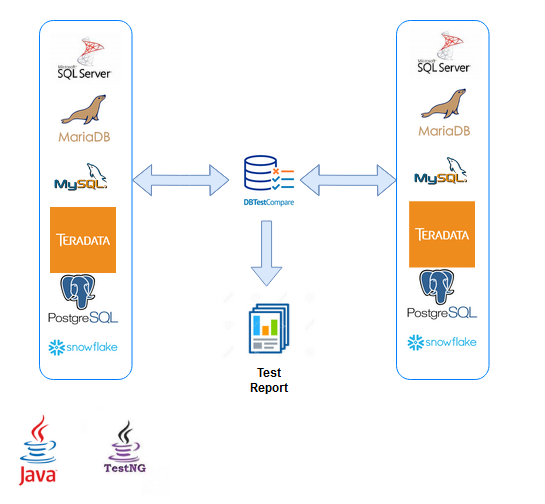 Microsoft
SQL Server
MariaDB
MySQL
TERADATA
PostgreSQL
snowflake
DBTestCompare
Test
Report
Microsoft
SQL Server
MariaDB
MySQL
TERADATA
PostgreSQL
snowflake
Java
TestNG